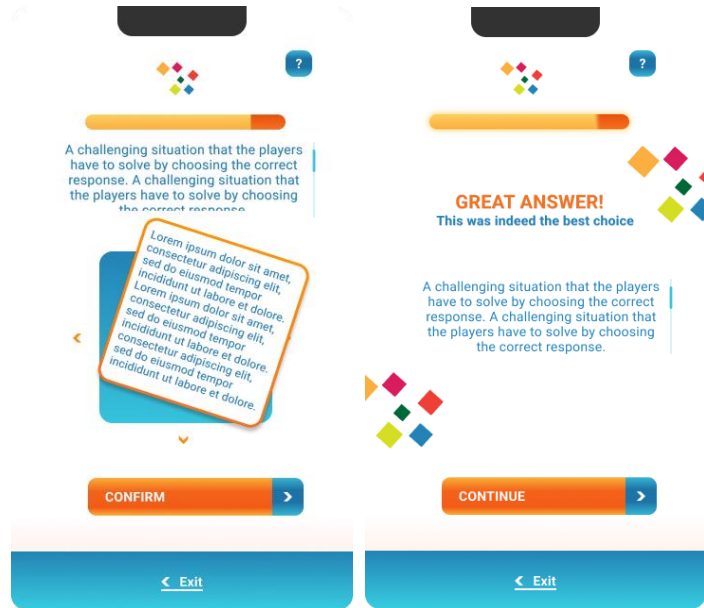 ?
A challenging situation that the players
have to solve by choosing the correct
response. A challenging situation that
the players have to solve by choosing
the correct response.
Lorem ipsum dolor sit amet,
consectetur adipiscing elit,
sed do eiusmod tempor
incididunt ut labore et dolore.
Lorem ipsum dolor sit amet,
consectetur adipiscing elit,
sed do eiusmod tempor
incididunt ut labore et dolore.
consectetur adipiscing elit,
sed do eiusmod tempor
incididunt ut labore et dolore.
CONFIRM
Exit
?
GREAT ANSWER!
This was indeed the best choice
A challenging situation that the players
have to solve by choosing the correct
response. A challenging situation that
the players have to solve by choosing
the correct response.
CONTINUE
Exit